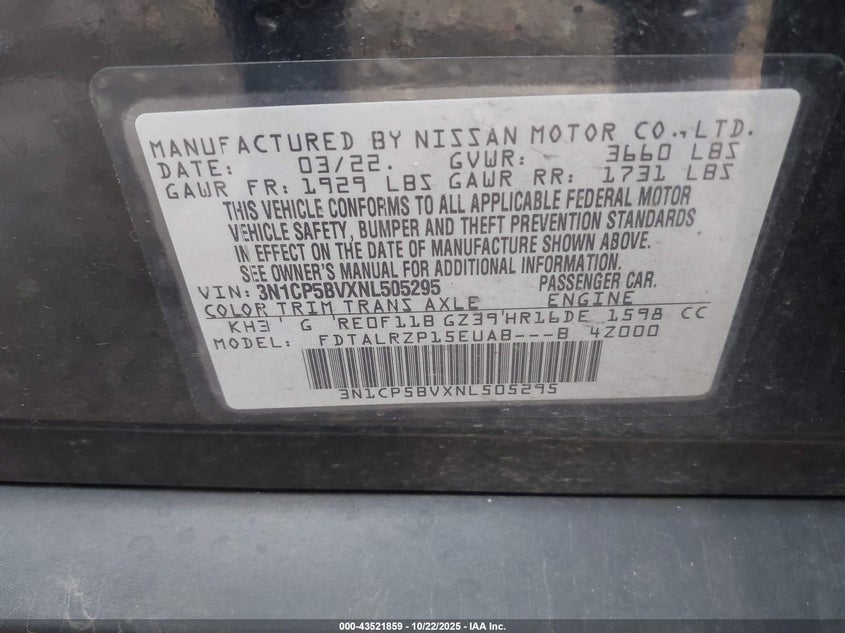 MANUFACTURED BY NISSAN MOTOR CO., LTD.
DATE: 03/22. GVWR: 3660 LBS
GAWR FR: 1929 LBS GAWR RR: 1731 LBS
THIS VEHICLE CONFORMS TO ALL APPLICABLE FEDERAL MOTOR
VEHICLE SAFETY, BUMPER AND THEFT PREVENTION STANDARDS
IN EFFECT ON THE DATE OF MANUFACTURE SHOWN ABOVE.
SEE OWNER'S MANUAL FOR ADDITIONAL INFORMATION.
VIN: 3N1CP5BVXNL505295 PASSENGER CAR.
COLOR TRIM TRANS AXLE ENGINE
KH3 G RE0F11B GZ39 HR16DE 1598 CC
MODEL: FDTALRZP15EUAB---B 4Z000
3N1CP5BVXNL505295
000-43521859 - 10/22/2025 - IAA Inc.